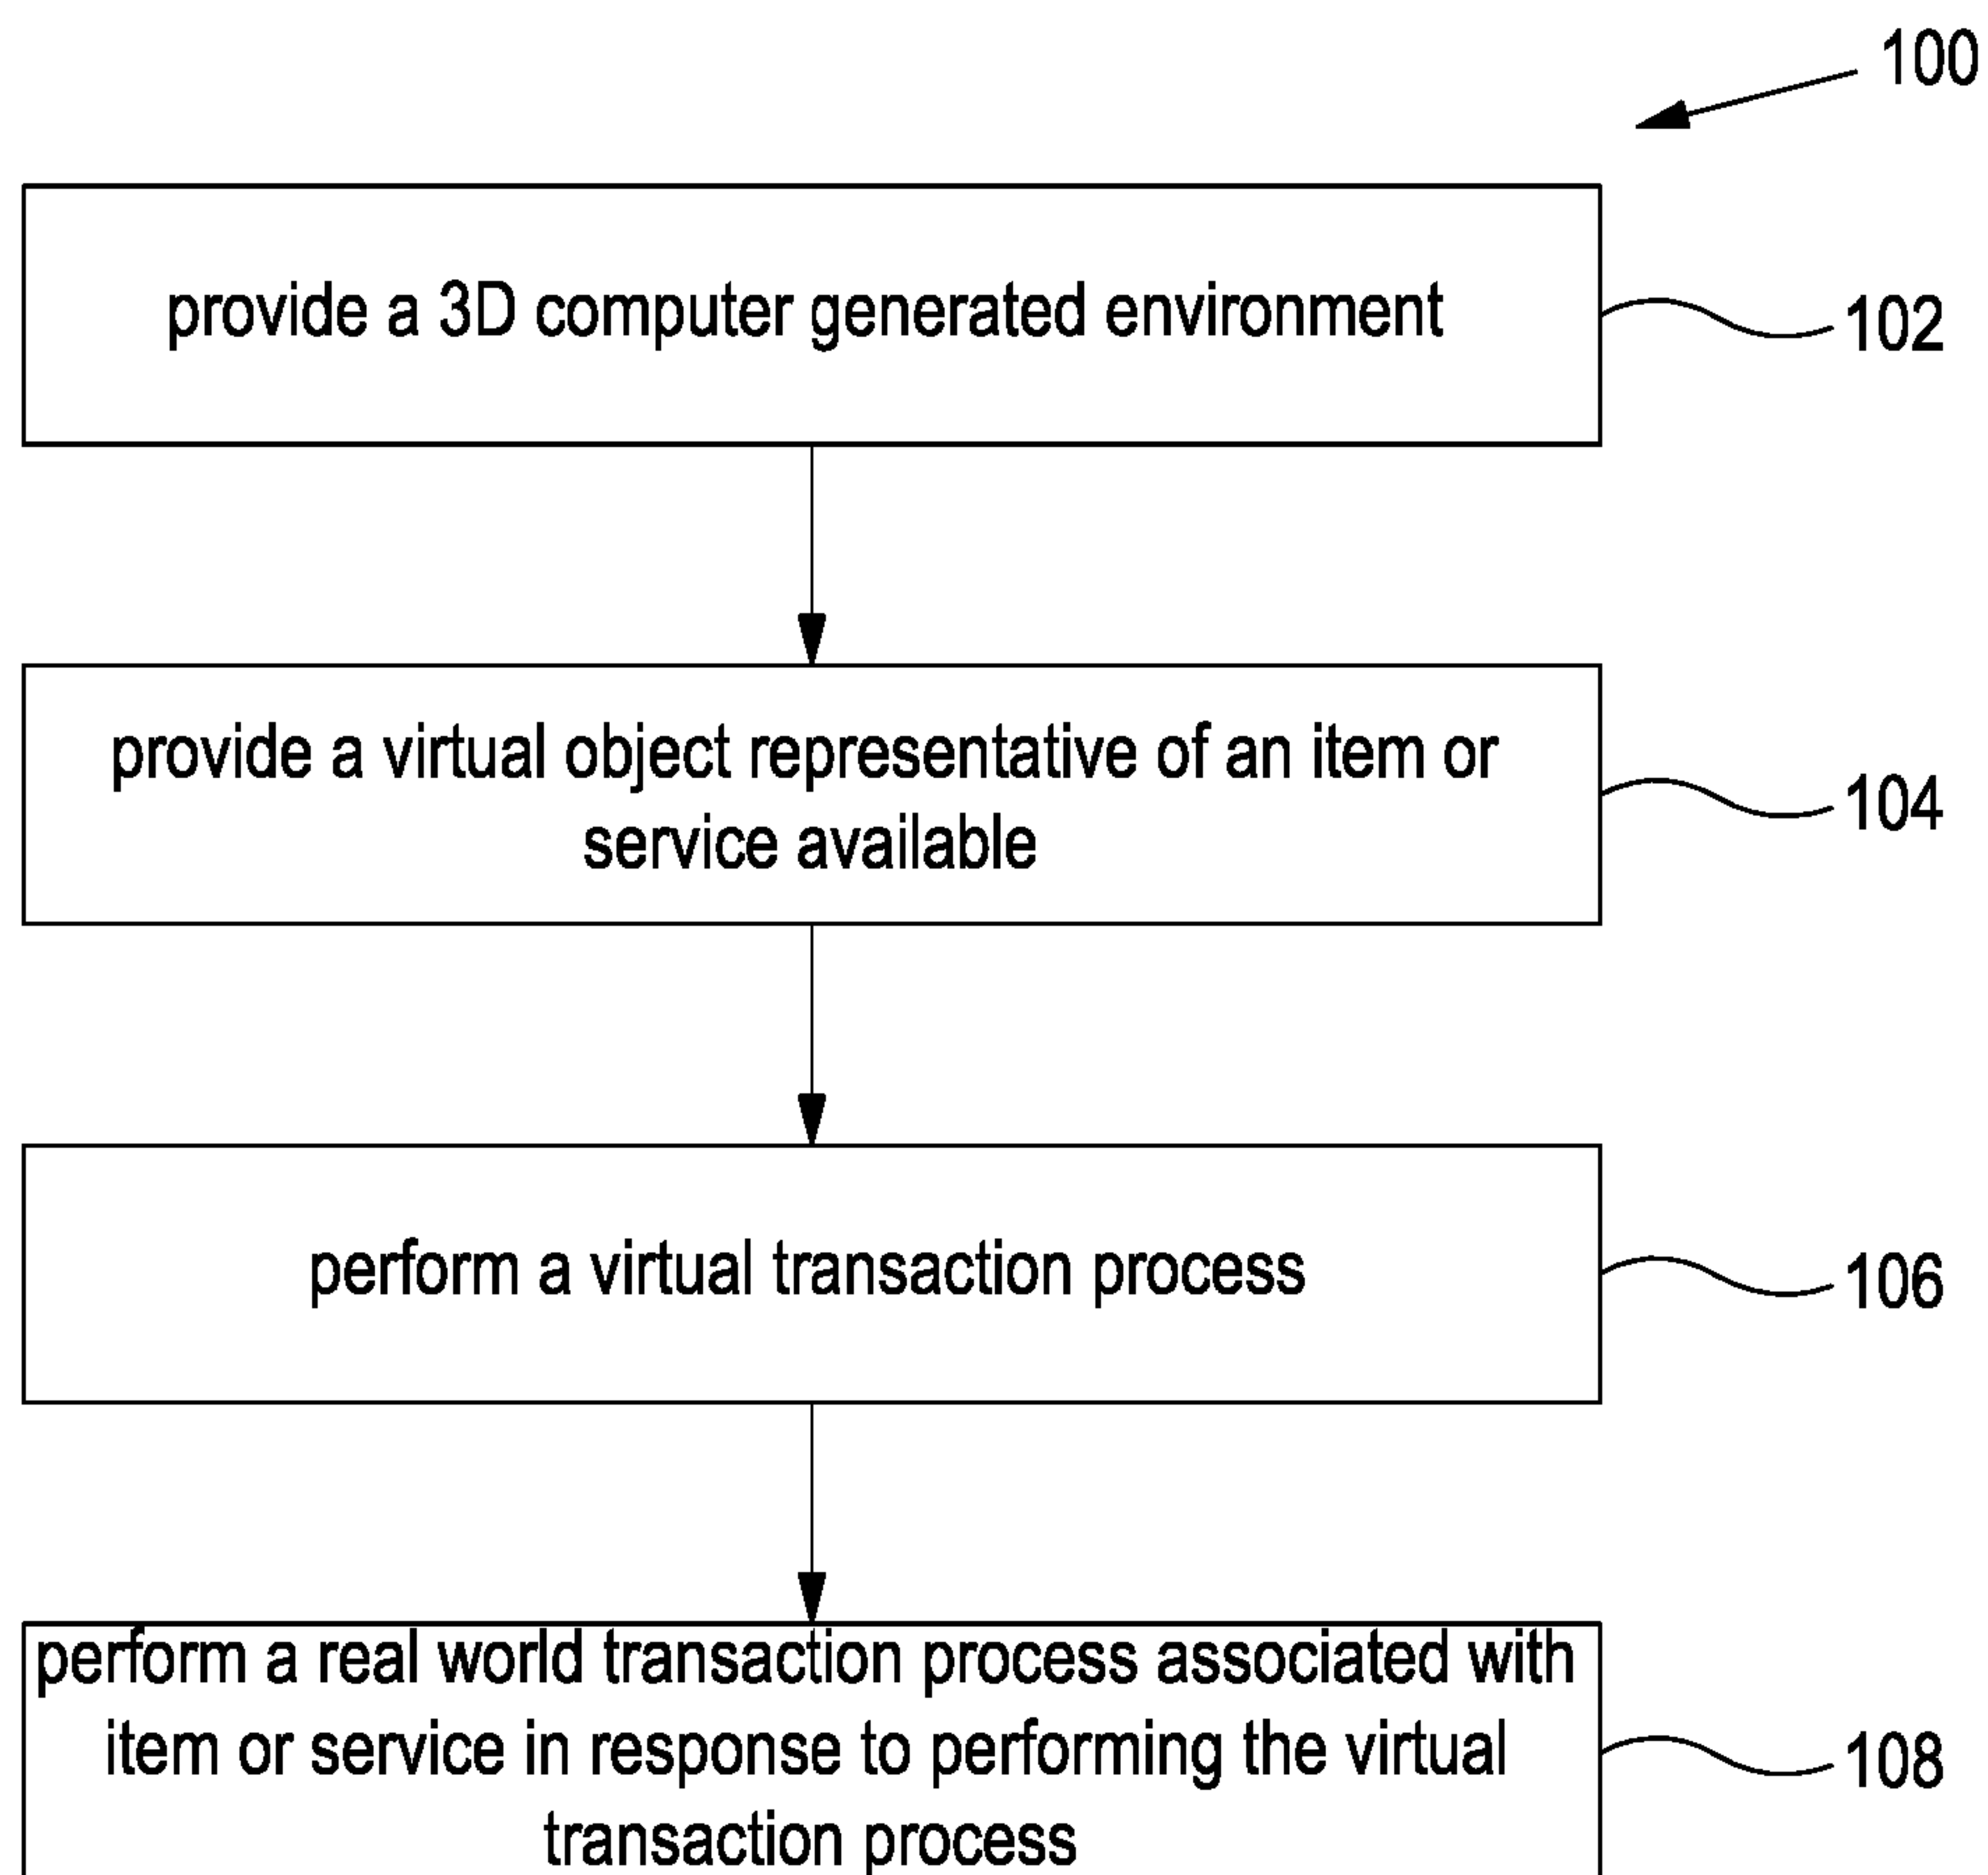 100
provide a 3D computer generated environment
102
provide a virtual object representative of an item or
service available
104
perform a virtual transaction process
106
perform a real world transaction process associated with
item or service in response to performing the virtual
transaction process
108